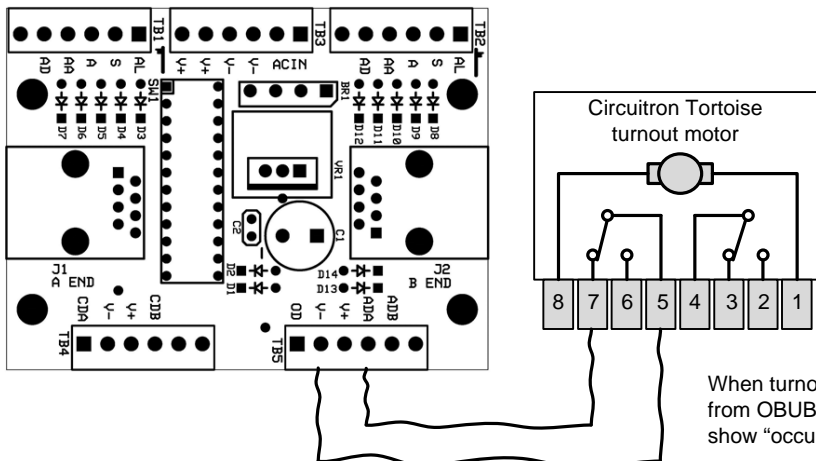 TB1
TB3
TB2
AD AA A S AL
V+ V+ V- V- ACIN
AD AA A S AL
SW1
BR1
D7 D6 D5 D4 D3
D12 D11 D10 D9 D8
VR1
C2
C1
J1
A END
J2
B END
D2
D1
D14
D13
CDA V- V+ CDB
TB4
OD V- V+ ADA ADB
TB5
Circuitron Tortoise
turnout motor
8 7 6 5 4 3 2 1
When turno
from OBUB
show “occu